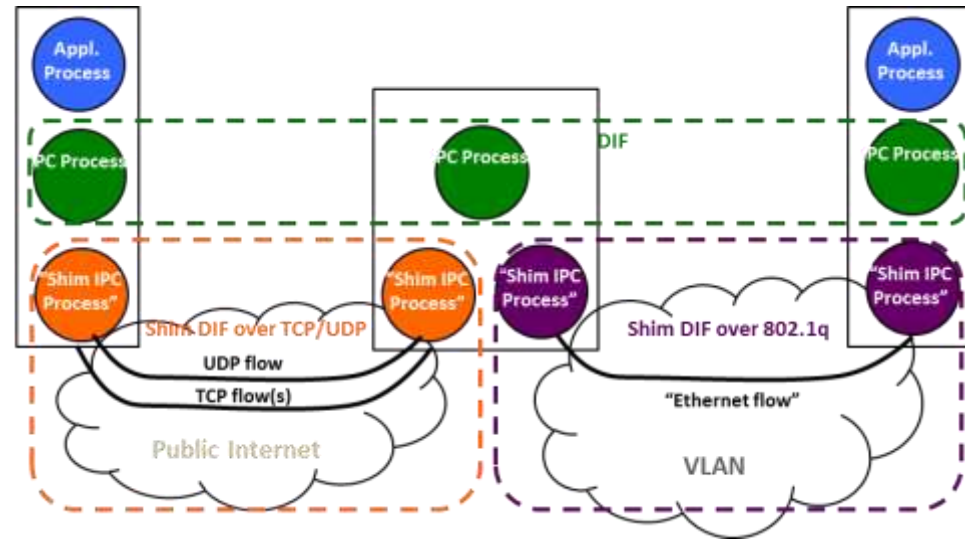 Appl.
Process
Appl.
Process
PC Process
PC Process
DIF
PC Process
"Shim IPC
Process"
"Shim IPC
Process"
"Shim IPC
Process"
"Shim IPC
Process"
Shim DIF over TCP/UDP
Shim DIF over 802.1q
UDP flow
TCP flow(s)
"Ethernet flow"
Public Internet
VLAN